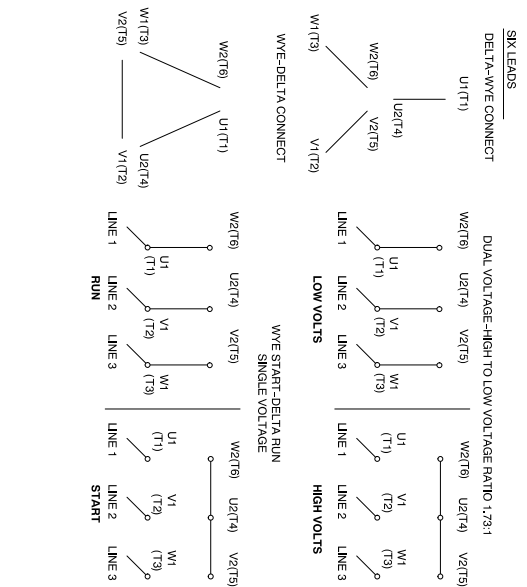 SIX LEADS
DELTA-WYE CONNECT
U1(T1)
U2(T4)
W2(T6)
V2(T5)
W1(T3)
V1(T2)
WYE-DELTA CONNECT
W2(T6)
U1(T1)
W1(T3)
V2(T5)
U2(T4)
V1(T2)
DUAL VOLTAGE-HIGH TO LOW VOLTAGE RATIO 1.73:1
W2(T6) U2(T4) V2(T5)
U1 V1 W1
(T1) (T2) (T3)
LINE 1 LINE 2 LINE 3
LOW VOLTS
W2(T6) U2(T4) V2(T5)
U1 V1 W1
(T1) (T2) (T3)
LINE 1 LINE 2 LINE 3
HIGH VOLTS
WYE START-DELTA RUN
SINGLE VOLTAGE
W2(T6) U2(T4) V2(T5)
U1 V1 W1
(T1) (T2) (T3)
LINE 1 LINE 2 LINE 3
RUN
W2(T6) U2(T4) V2(T5)
U1 V1 W1
(T1) (T2) (T3)
LINE 1 LINE 2 LINE 3
START